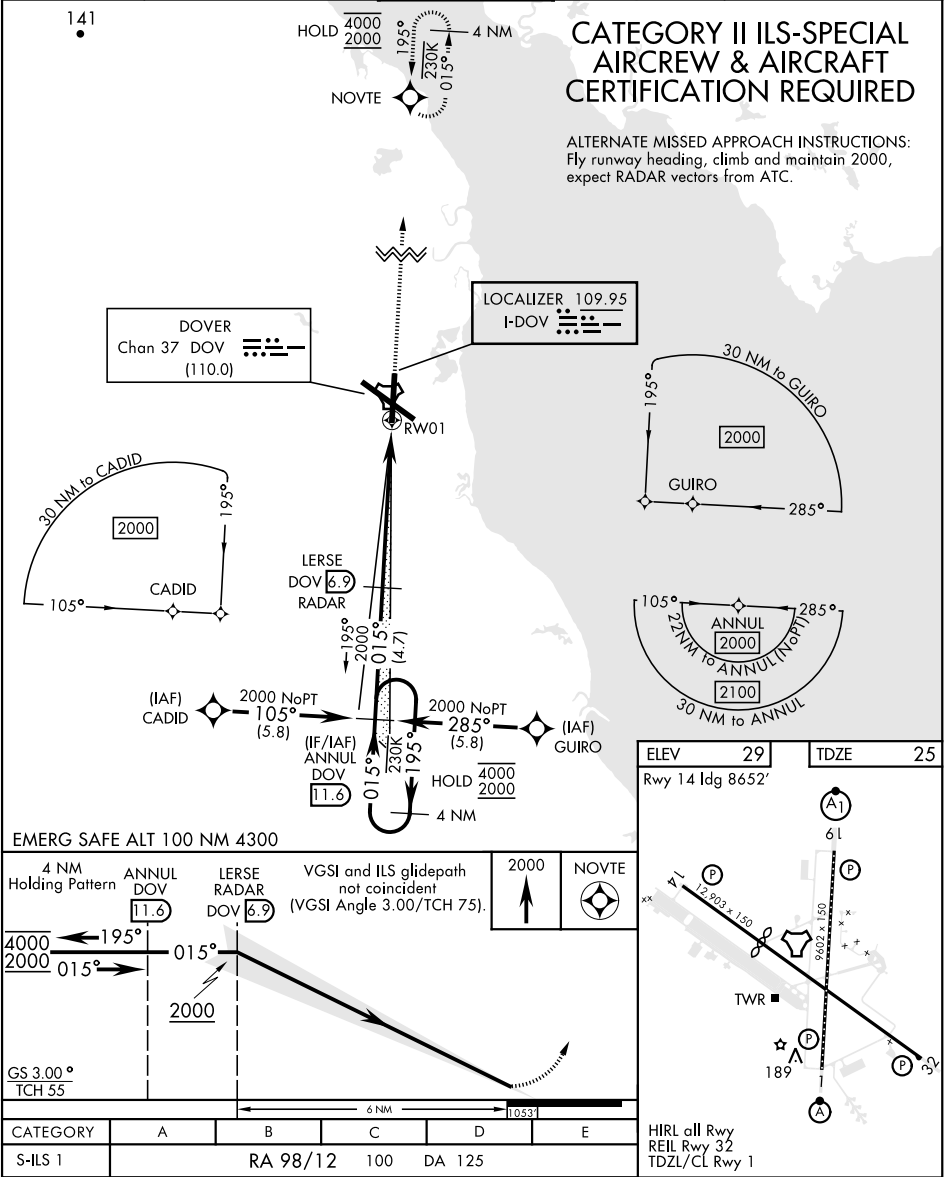 141
HOLD 4000 2000
195°
230K
015°
4 NM
NOVTE
CATEGORY II ILS-SPECIAL
AIRCREW & AIRCRAFT
CERTIFICATION REQUIRED
ALTERNATE MISSED APPROACH INSTRUCTIONS:
Fly runway heading, climb and maintain 2000,
expect RADAR vectors from ATC.
DOVER
Chan 37 DOV
(110.0)
LOCALIZER 109.95
I-DOV
RW01
30 NM to GUIRO
195°
2000
GUIRO
285°
30 NM to CADID
195°
2000
CADID
105°
LERSE
DOV 6.9
RADAR
195°
2000
015°
(4.7)
105°
285°
ANNUL
2000
22NM to ANNUL(NoPT)
2100
30 NM to ANNUL
(IAF)
CADID
2000 NoPT
105°
(5.8)
2000 NoPT
285°
(5.8)
(IAF)
GUIRO
(IF/IAF)
ANNUL
DOV
11.6
015°
230K
195°
HOLD 4000 2000
4 NM
EMERG SAFE ALT 100 NM 4300
ELEV 29
TDZE 25
Rwy 14 ldg 8652'
A1
19
P
P
14
12,903 x 150
9602 x 150
TWR
P
P
32
189
1
A
HIRL all Rwy
REIL Rwy 32
TDZL/CL Rwy 1
4 NM
Holding Pattern
ANNUL
DOV
11.6
LERSE
RADAR
DOV 6.9
VGSI and ILS glidepath
not coincident
(VGSI Angle 3.00/TCH 75).
2000
NOVTE
4000
2000
195°
015°
015°
2000
GS 3.00°
TCH 55
6 NM
1053'
CATEGORY A B C D E
S-ILS 1 RA 98/12 100 DA 125